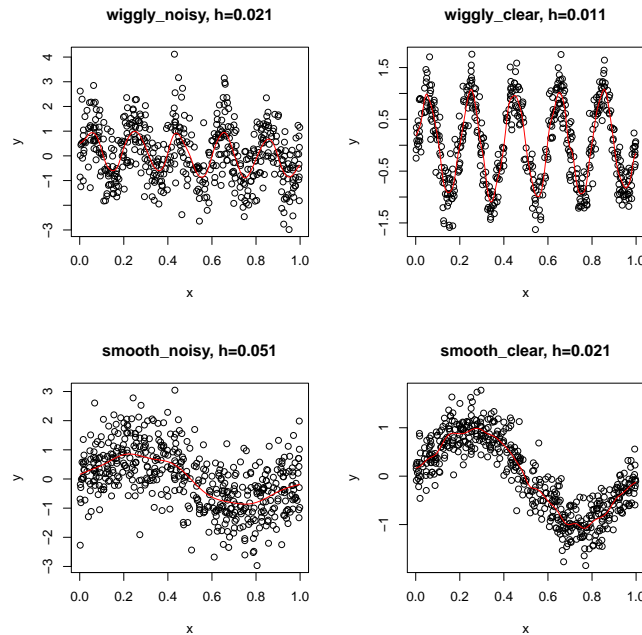 wiggly_noisy, h=0.021
4
3
2
1
0
-1
-3
y
0.0 0.2 0.4 0.6 0.8 1.0
x
wiggly_clear, h=0.011
1.5
0.5
-0.5
-1.5
y
0.0 0.2 0.4 0.6 0.8 1.0
x
smooth_noisy, h=0.051
3
2
1
0
-1
-2
-3
y
0.0 0.2 0.4 0.6 0.8 1.0
x
smooth_clear, h=0.021
1
0
-1
y
0.0 0.2 0.4 0.6 0.8 1.0
x